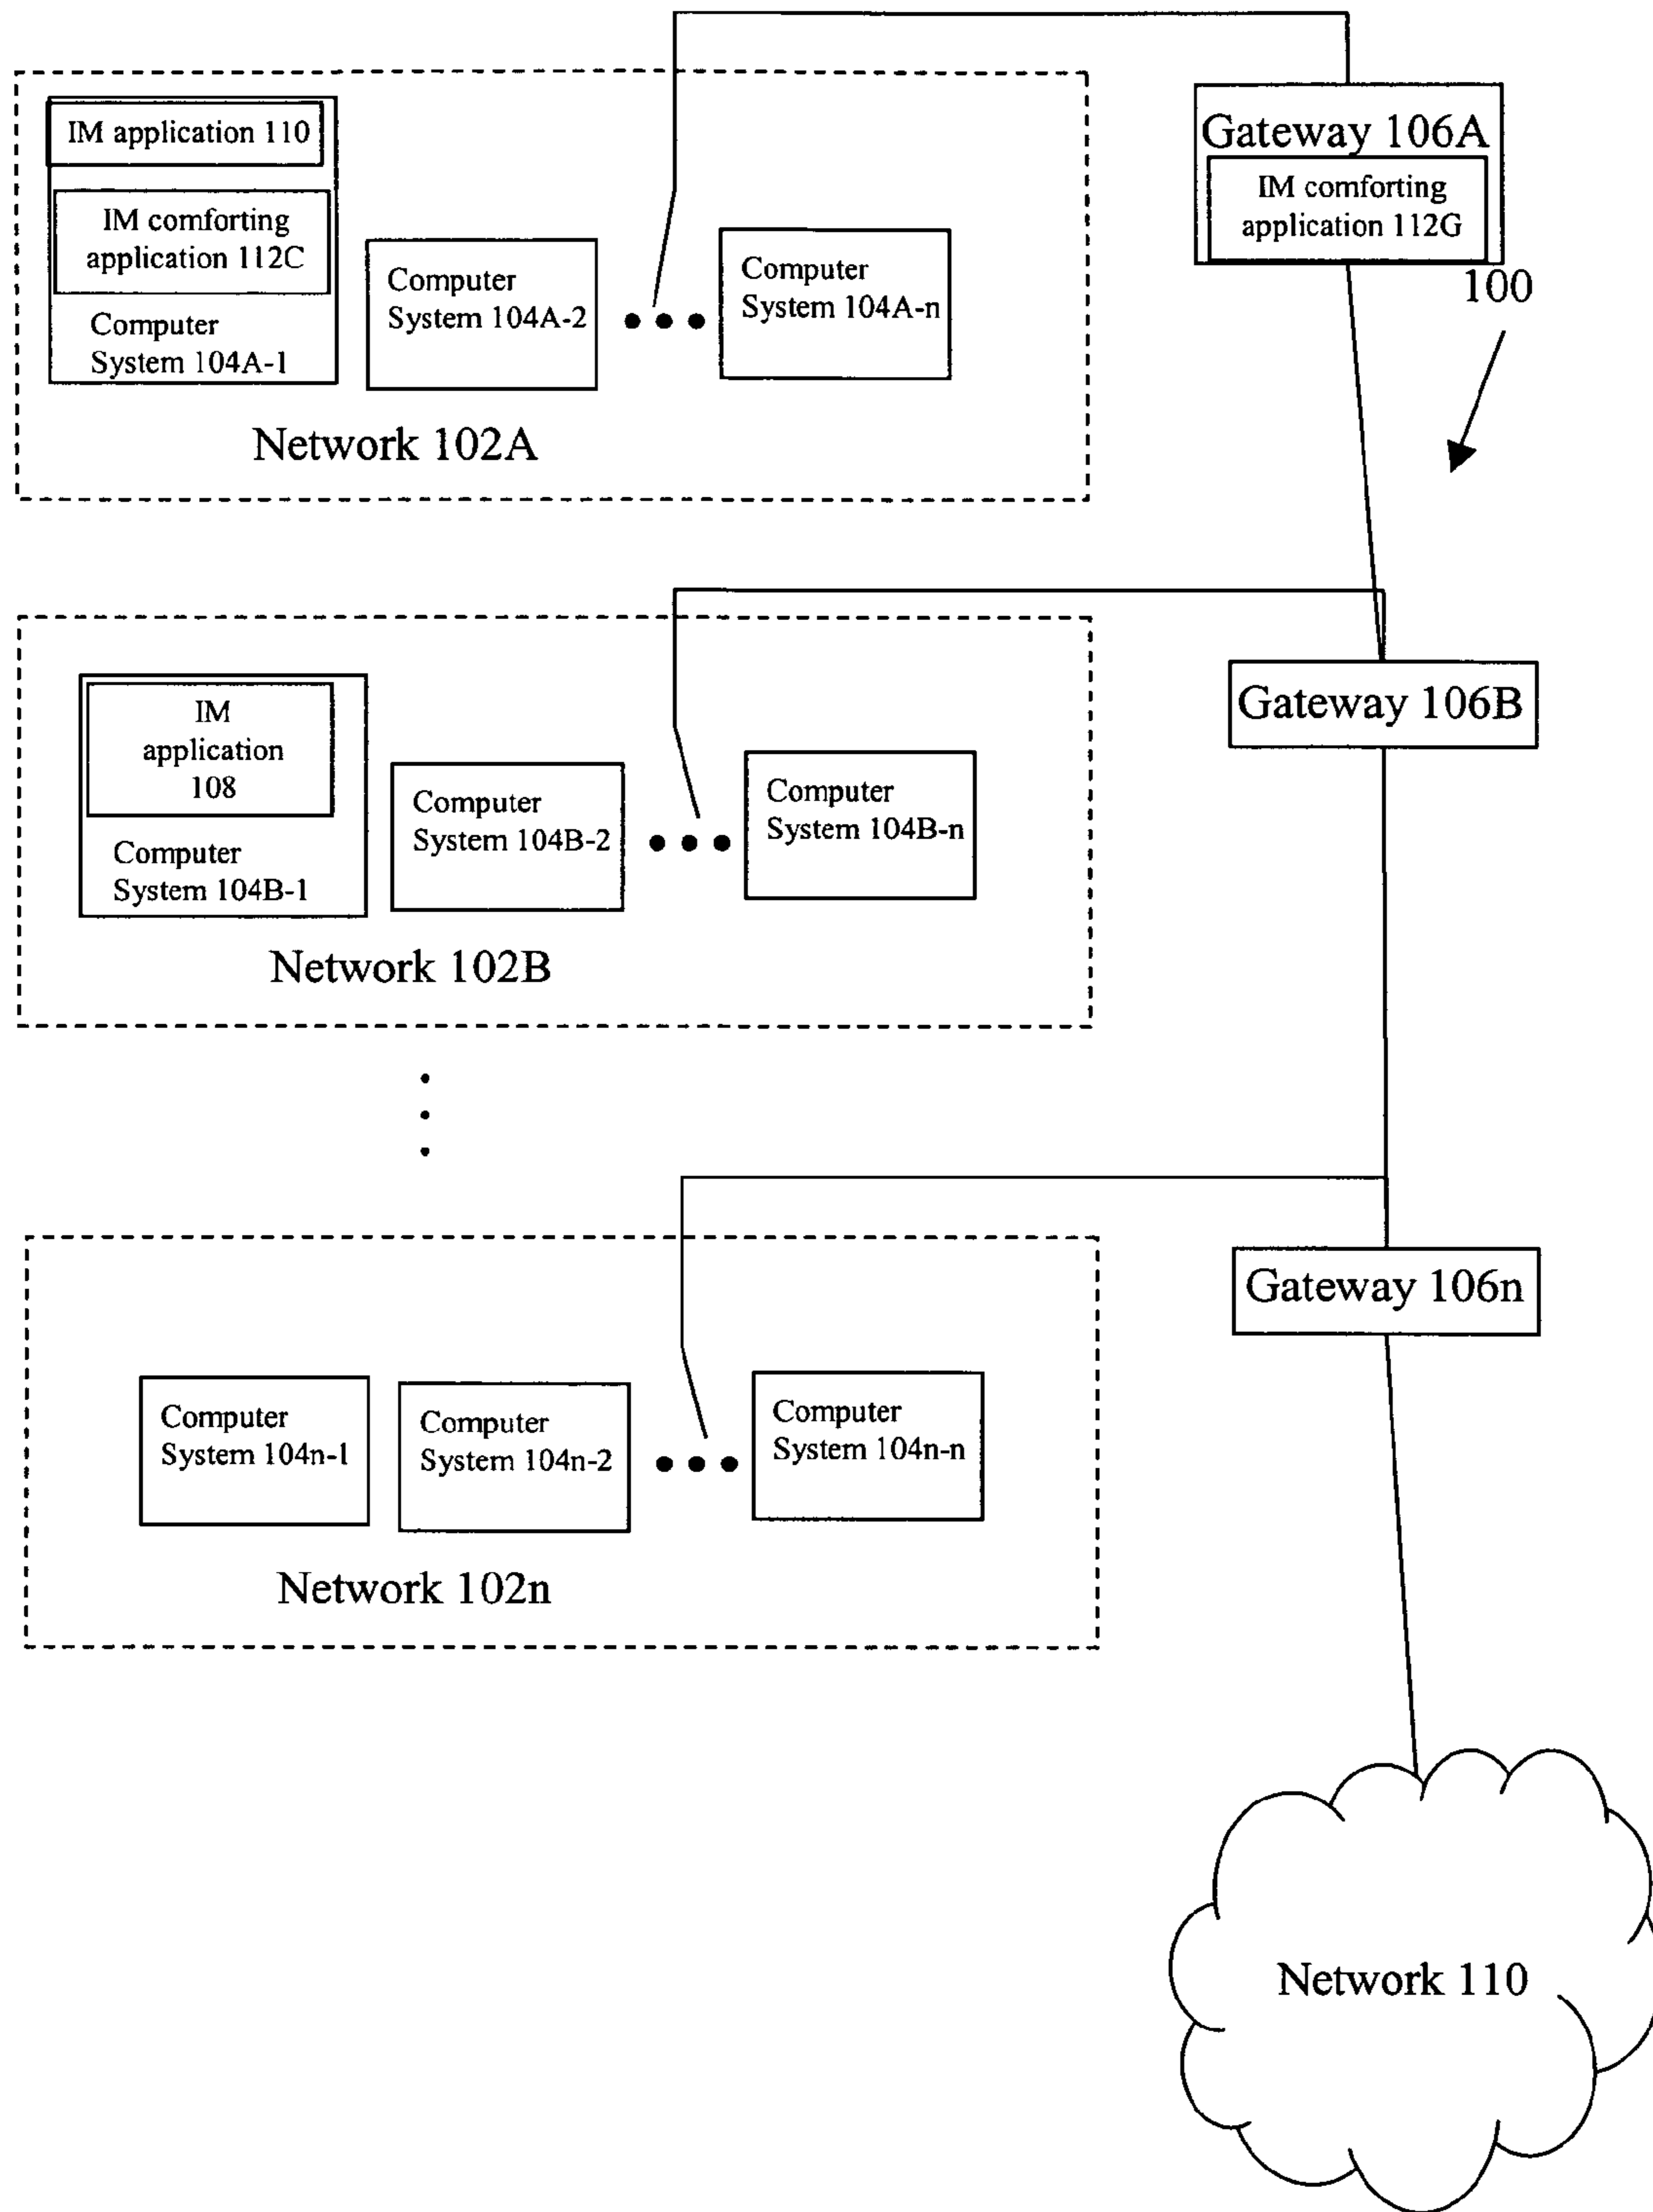 IM application 110
IM comforting
application 112C
Computer
System 104A-1
Computer
System 104A-2
Computer
System 104A-n
Network 102A
Gateway 106A
IM comforting
application 112G
100
IM
application
108
Computer
System 104B-1
Computer
System 104B-2
Computer
System 104B-n
Network 102B
Gateway 106B
Computer
System 104n-1
Computer
System 104n-2
Computer
System 104n-n
Network 102n
Gateway 106n
Network 110